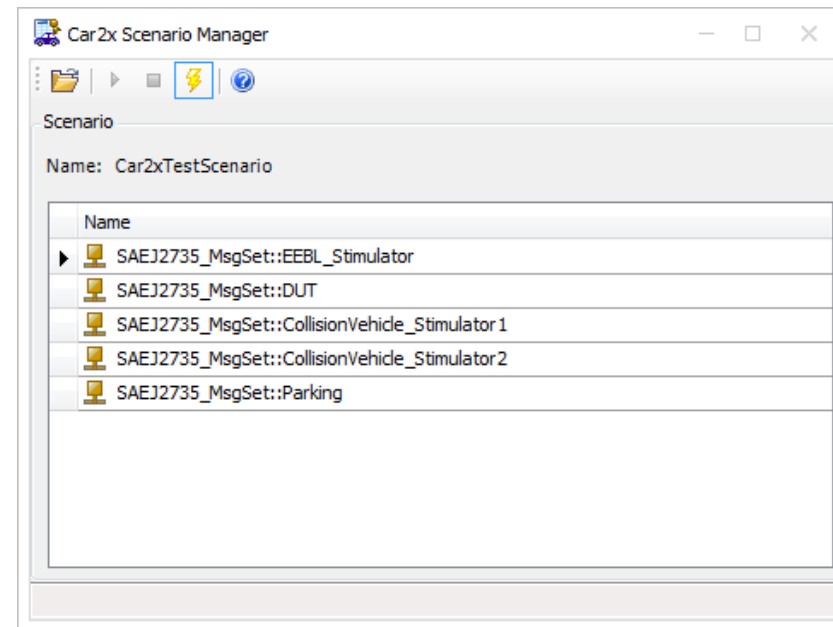 Car2x Scenario Manager
Scenario
Name: Car2xTestScenario
Name
SAEJ2735_MsgSet::EEBL_Stimulator
SAEJ2735_MsgSet::DUT
SAEJ2735_MsgSet::CollisionVehicle_Stimulator1
SAEJ2735_MsgSet::CollisionVehicle_Stimulator2
SAEJ2735_MsgSet::Parking